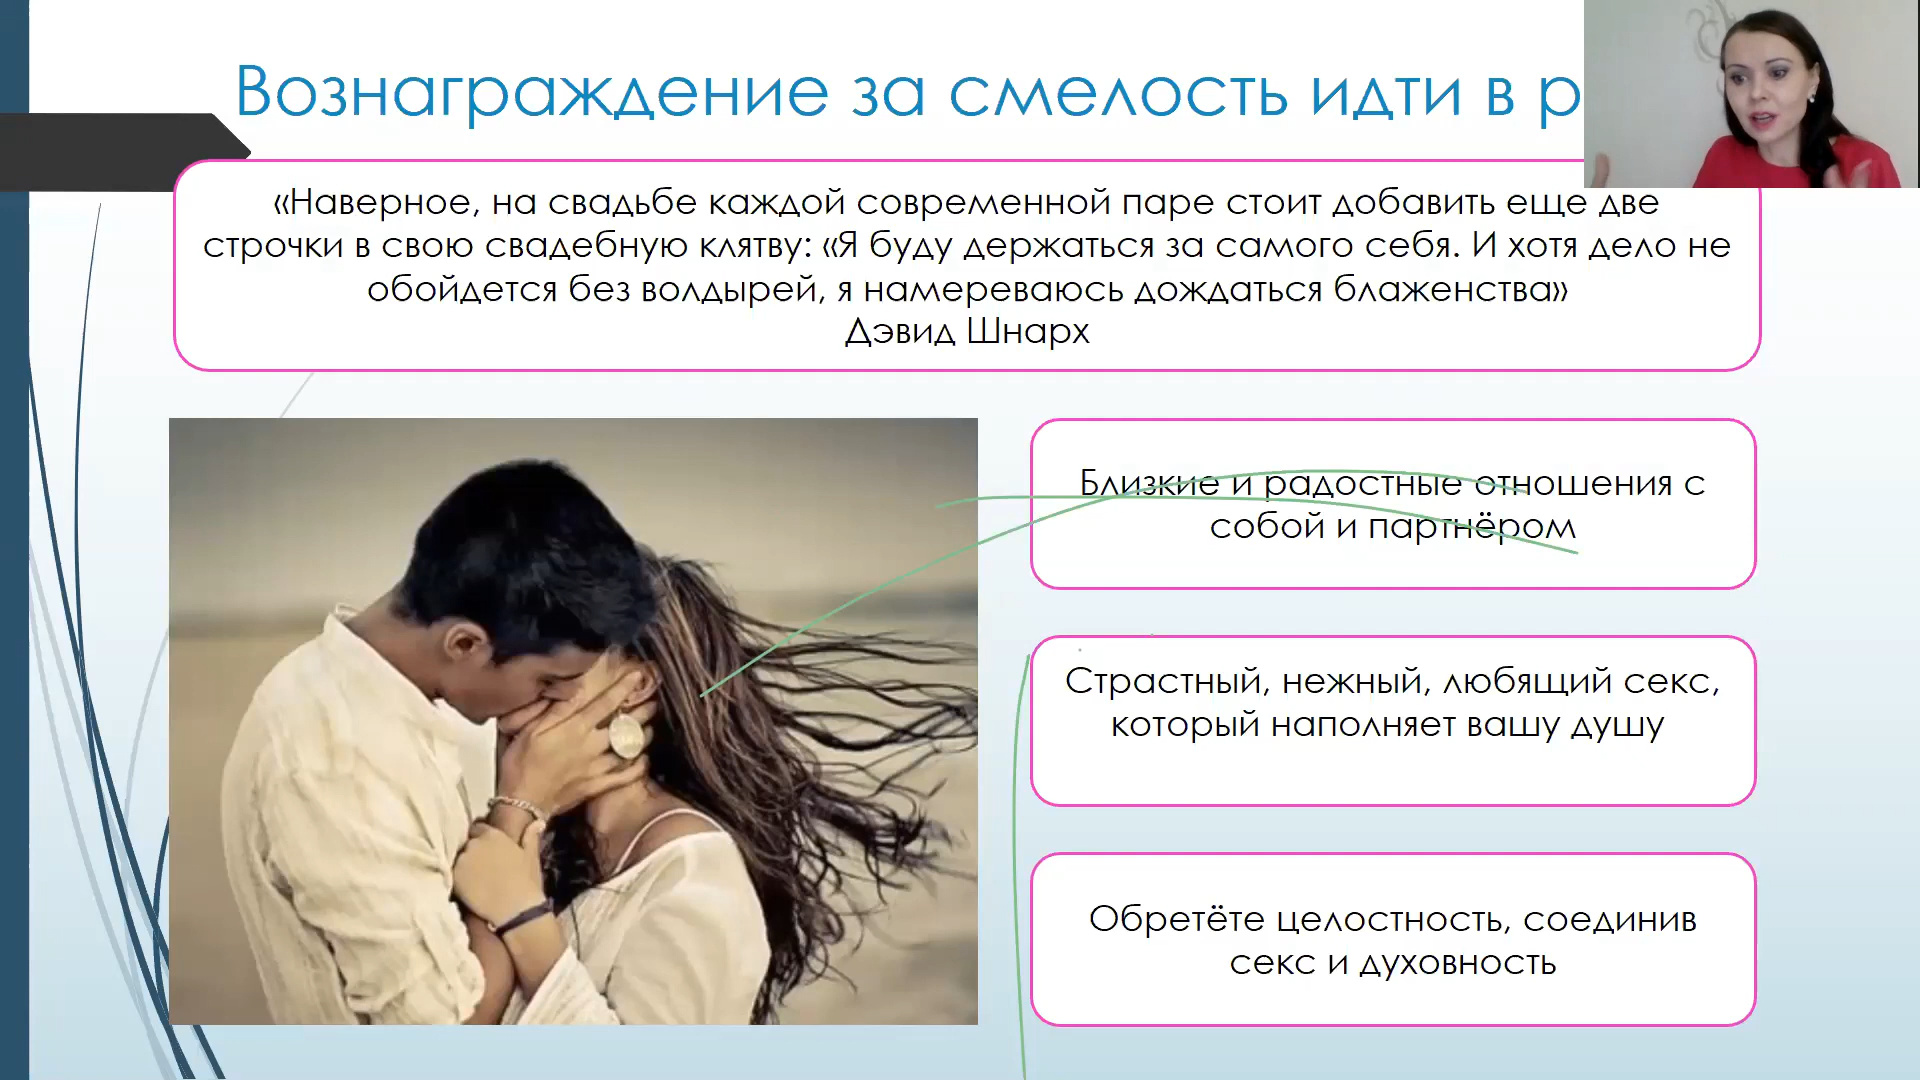 Вознаграждение за смелость идти в р
«Наверное, на свадьбе каждой современной паре стоит добавить еще две
строчки в свою свадебную клятву: «Я буду держаться за самого себя. И хотя дело не
обойдется без волдырей, я намереваюсь дождаться блаженства»
Дэвид Шнарх
Близкие и радостные отношения с
собой и партнёром
Страстный, нежный, любящий секс,
который наполняет вашу душу
Обретёте целостность, соединив
секс и духовность